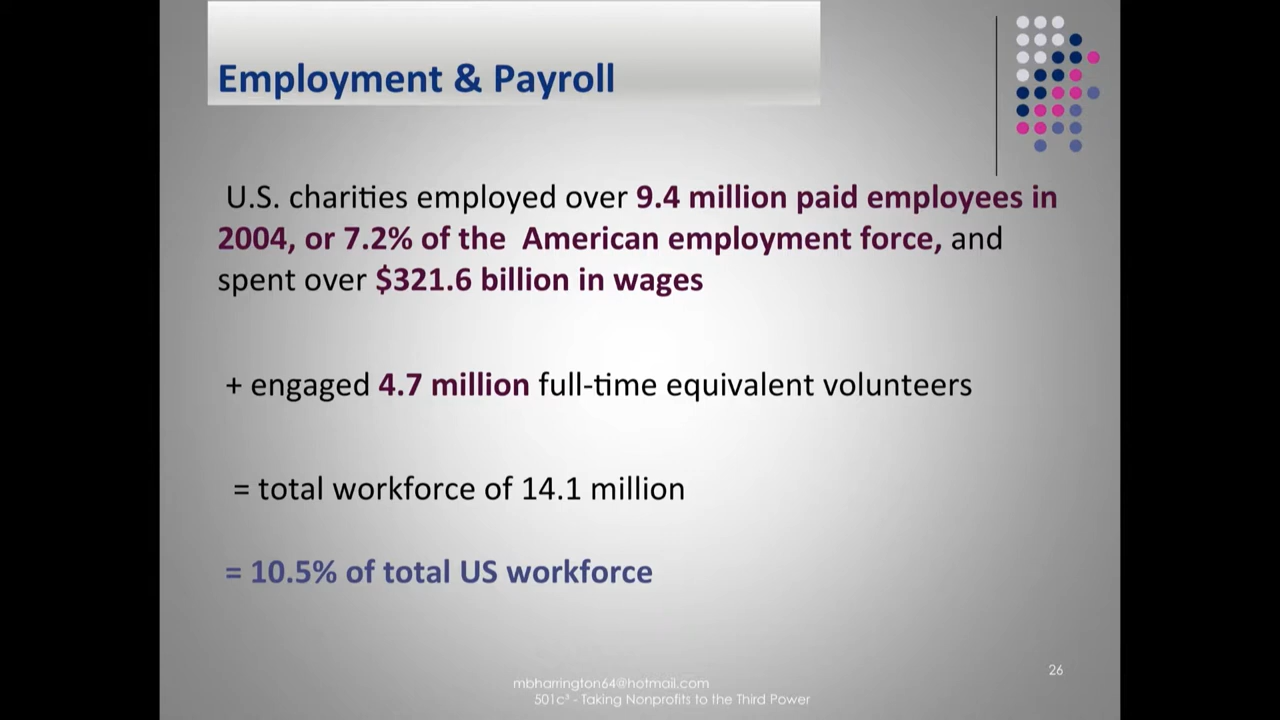 Employment & Payroll
U.S. charities employed over 9.4 million paid employees in
2004, or 7.2% of the American employment force, and
spent over $321.6 billion in wages
+ engaged 4.7 million full-time equivalent volunteers
= total workforce of 14.1 million
= 10.5% of total US workforce
26
mbharrington64@hotmail.com
501c³ - Taking Nonprofits to the Third Power